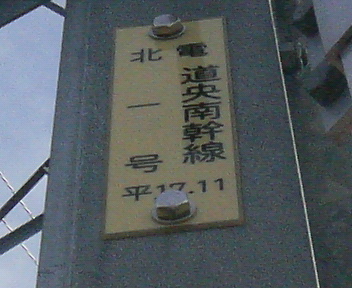 電 道央南幹線
北一号
平17.11